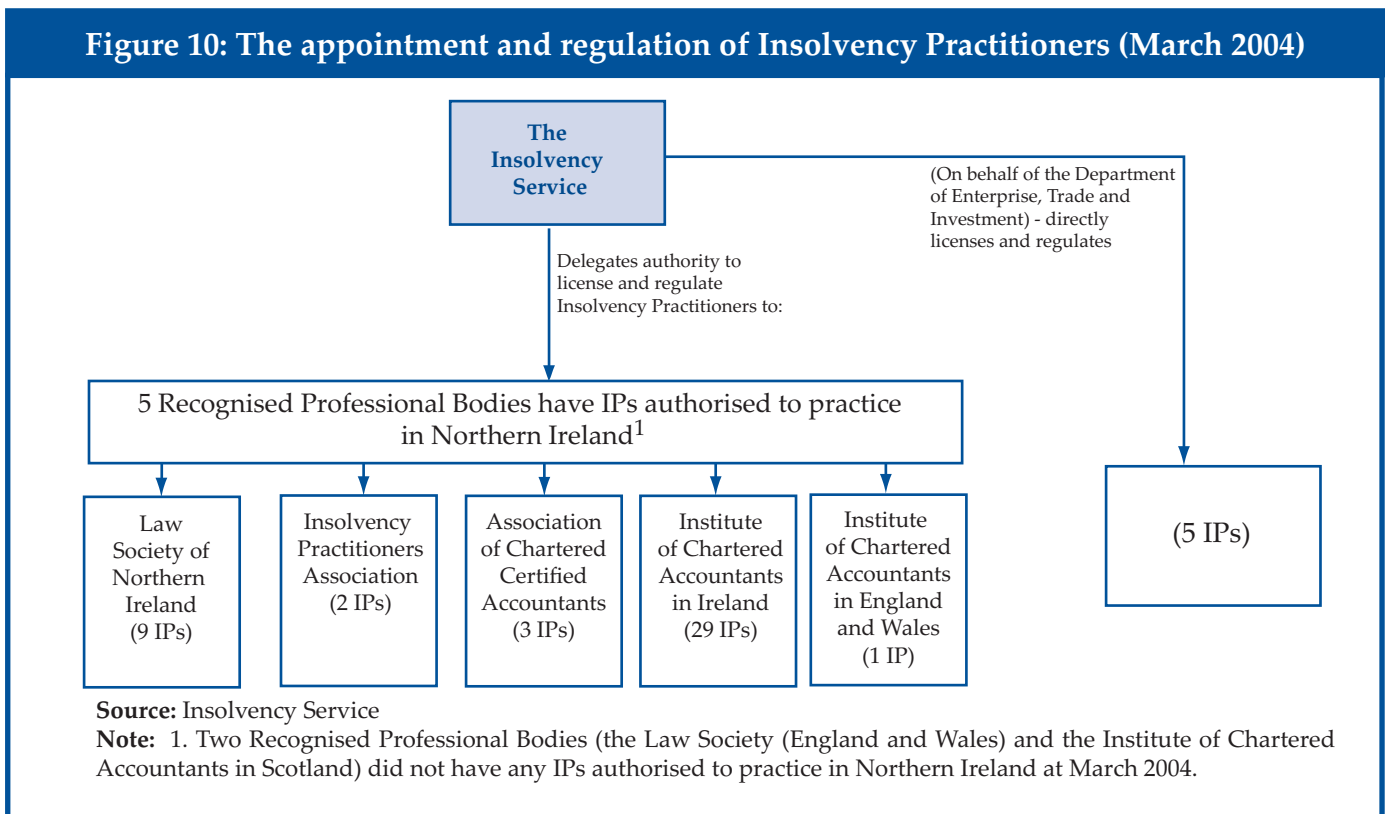 Figure 10: The appointment and regulation of Insolvency Practitioners (March 2004)
The
Insolvency
Service
(On behalf of the Department
of Enterprise, Trade and
Investment) - directly
licenses and regulates
Delegates authority to
license and regulate
Insolvency Practitioners to:
5 Recognised Professional Bodies have IPs authorised to practice
in Northern Ireland1
Law
Society of
Northern
Ireland
(9 IPs)
Insolvency
Practitioners
Association
(2 IPs)
Association
of Chartered
Certified
Accountants
(3 IPs)
Institute
of Chartered
Accountants
in Ireland
(29 IPs)
Institute
of Chartered
Accountants
in England
and Wales
(1 IP)
(5 IPs)
Source: Insolvency Service
Note: 1. Two Recognised Professional Bodies (the Law Society (England and Wales) and the Institute of Chartered
Accountants in Scotland) did not have any IPs authorised to practice in Northern Ireland at March 2004.